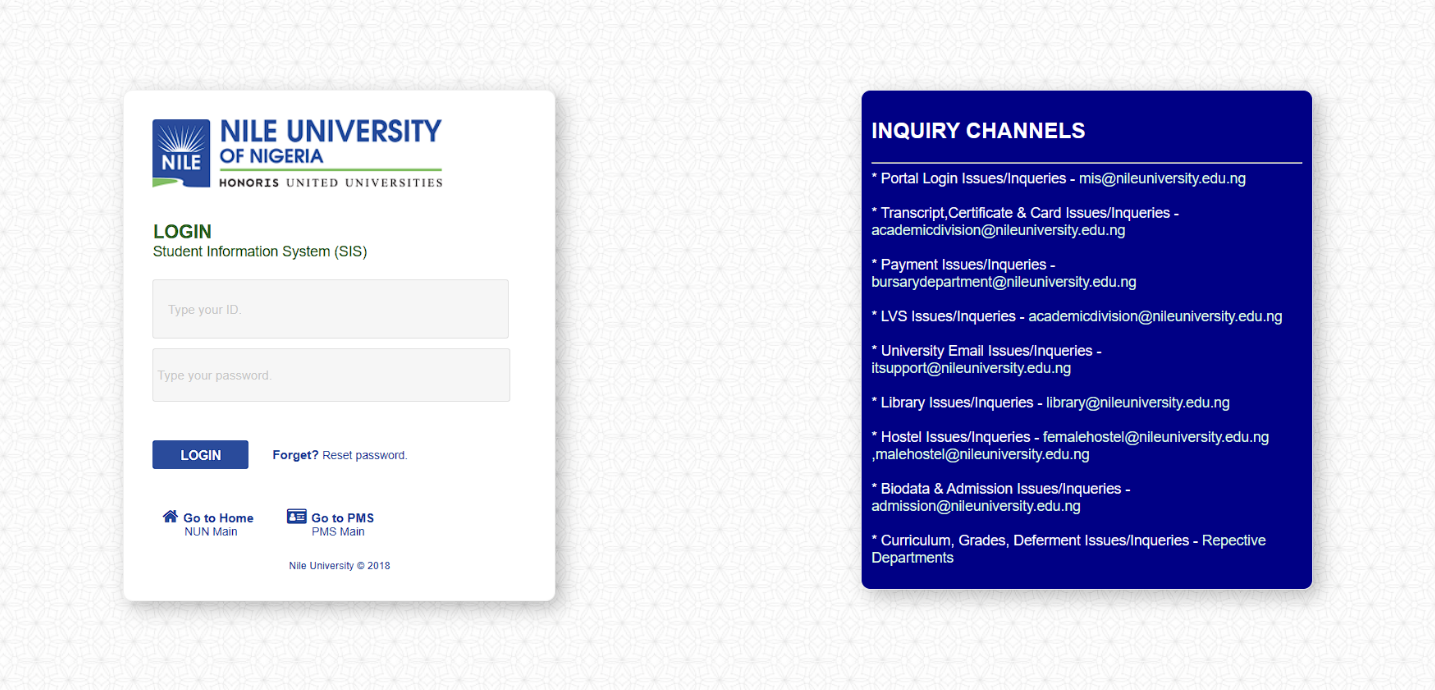 NILE
NILE UNIVERSITY
OF NIGERIA
HONORIS UNITED UNIVERSITIES
LOGIN
Student Information System (SIS)
Type your ID.
Type your password.
LOGIN
Forget? Reset password.
Go to Home
NUN Main
Go to PMS
PMS Main
Nile University © 2018
INQUIRY CHANNELS
* Portal Login Issues/Inqueries - mis@nileuniversity.edu.ng
* Transcript,Certificate & Card Issues/Inqueries -
academicdivision@nileuniversity.edu.ng
* Payment Issues/Inqueries -
bursarydepartment@nileuniversity.edu.ng
* LVS Issues/Inqueries - academicdivision@nileuniversity.edu.ng
* University Email Issues/Inqueries -
itsupport@nileuniversity.edu.ng
* Library Issues/Inqueries - library@nileuniversity.edu.ng
* Hostel Issues/Inqueries - femalehostel@nileuniversity.edu.ng
,malehostel@nileuniversity.edu.ng
* Biodata & Admission Issues/Inqueries -
admission@nileuniversity.edu.ng
* Curriculum, Grades, Deferment Issues/Inqueries - Repective
Departments